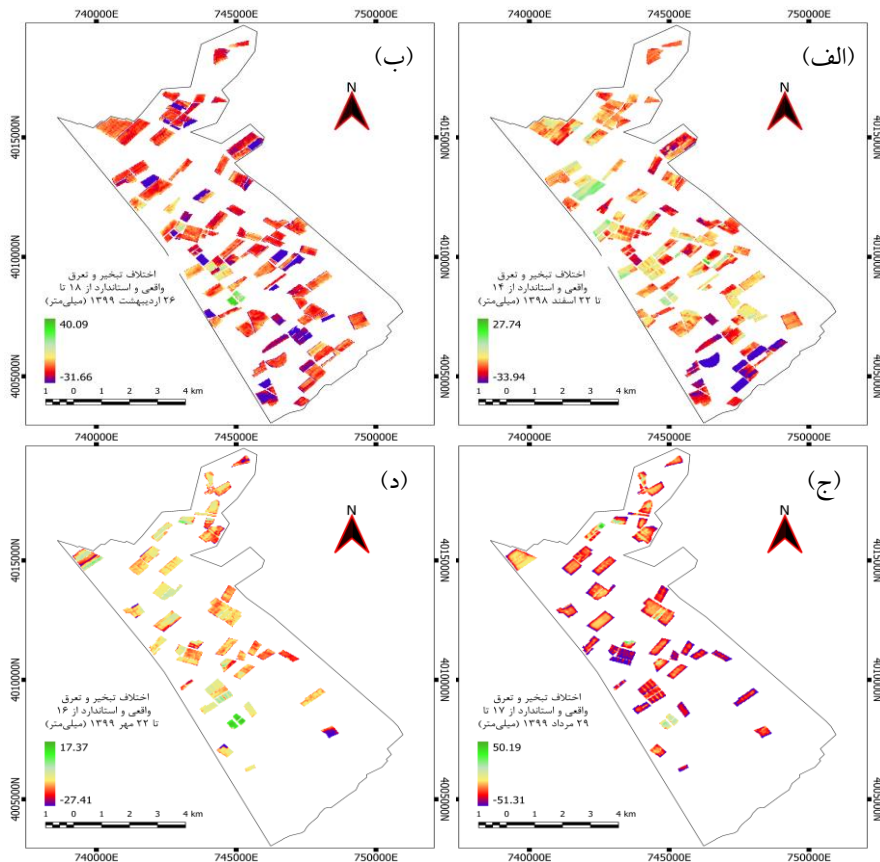 740000E 745000E 750000E
(ب)
N
4015000N
4010000N
4005000N
اختلاف تبخیر و تعرق
واقعی و استاندارد از ۱۸ تا
۲۶ اردیبهشت ۱۳۹۹ (میلی‌متر)
40.09
-31.66
1 0 1 2 3 4 km
740000E 745000E 750000E
(الف)
N
4015000N
4010000N
4005000N
اختلاف تبخیر و تعرق
واقعی و استاندارد از ۱۴
تا ۲۲ اسفند ۱۳۹۸ (میلی‌متر)
27.74
-33.94
1 0 1 2 3 4 km
740000E 745000E 750000E
(د)
N
4015000N
4010000N
4005000N
اختلاف تبخیر و تعرق
واقعی و استاندارد از ۱۶
تا ۲۲ مهر ۱۳۹۹ (میلی‌متر)
17.37
-27.41
1 0 1 2 3 4 km
740000E 745000E 750000E
740000E 745000E 750000E
(ج)
N
4015000N
4010000N
4005000N
اختلاف تبخیر و تعرق
واقعی و استاندارد از ۱۷ تا
۲۹ مرداد ۱۳۹۹ (میلی‌متر)
50.19
-51.31
1 0 1 2 3 4 km
740000E 745000E 750000E